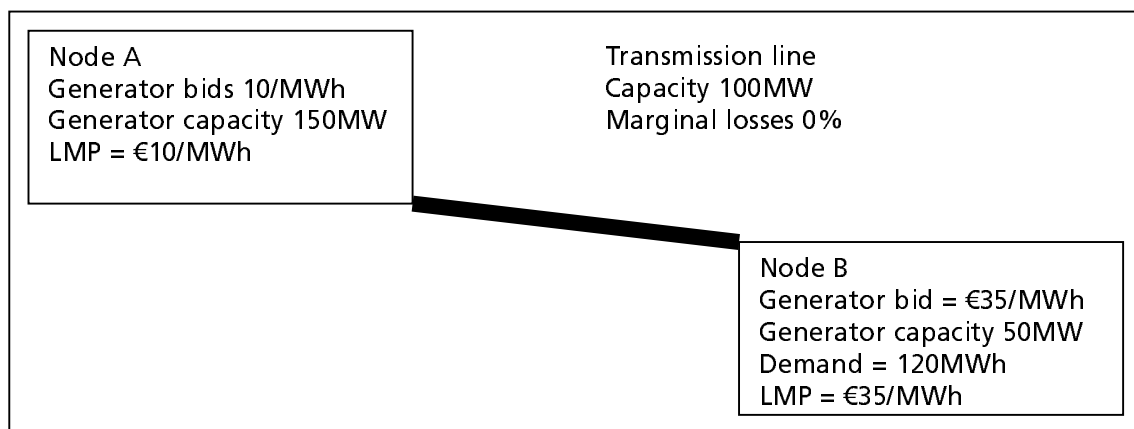 Node A
Generator bids 10/MWh
Generator capacity 150MW
LMP = €10/MWh
Transmission line
Capacity 100MW
Marginal losses 0%
Node B
Generator bid = €35/MWh
Generator capacity 50MW
Demand = 120MWh
LMP = €35/MWh